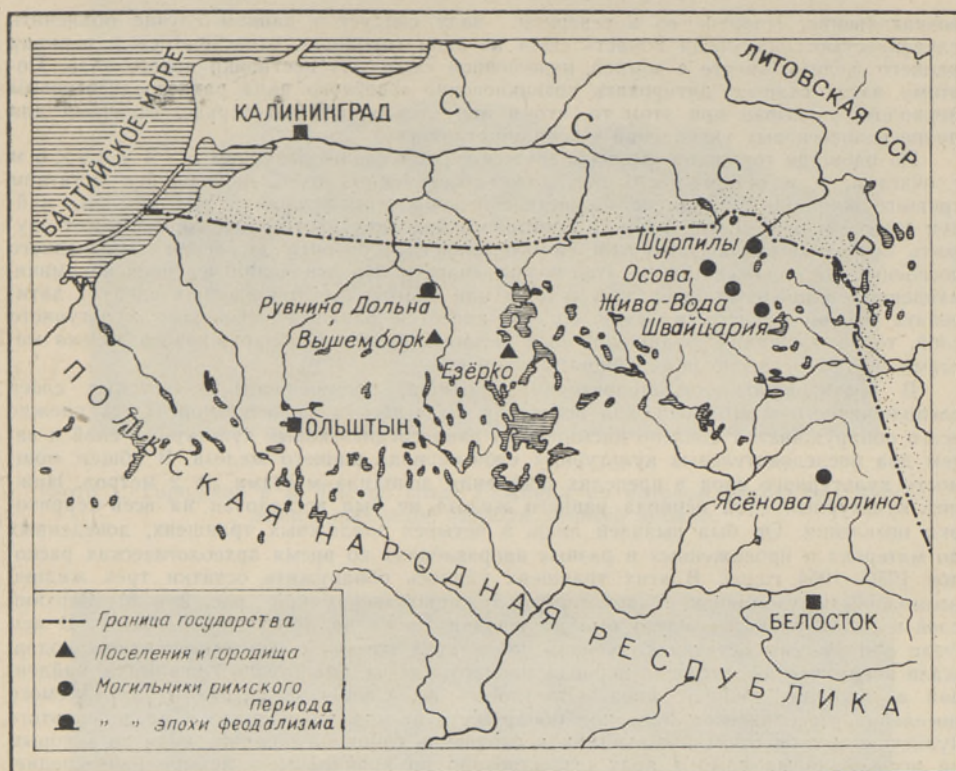 БАЛТИЙСКОЕ МОРЕ
КАЛИНИНГРАД
С С С Р
ЛИТОВСКАЯ ССР
Шурпилы
Осова
Жива-Вода
Швайцария
Рувнина Дольна
Вышемборк
Езёрко
ОЛЬШТЫН
ПОЛЬСКАЯ НАРОДНАЯ РЕСПУБЛИКА
Ясёнова Долина
БЕЛОСТОК
Граница государства
Поселения и городища
Могильники римского
периода
" " эпохи феодализма